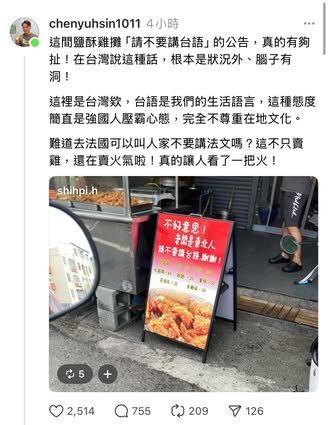 chenyuhsin1011 4小時
這間鹽酥雞攤「請不要講台語」的公告，真的有夠
扯！在台灣說這種話，根本是狀況外、腦子有
洞！
這裡是台灣欸，台語是我們的生活語言，這種態度
簡直是強國人壓霸心態，完全不尊重在地文化。
難道去法國可以叫人家不要講法文嗎？這不只賣
雞，還在賣火氣啦！真的讓人看了一把火！
shihpi.h
不好意思！
老闆是東北人
請不要講台語.謝謝！
5
2,514 755 209 126